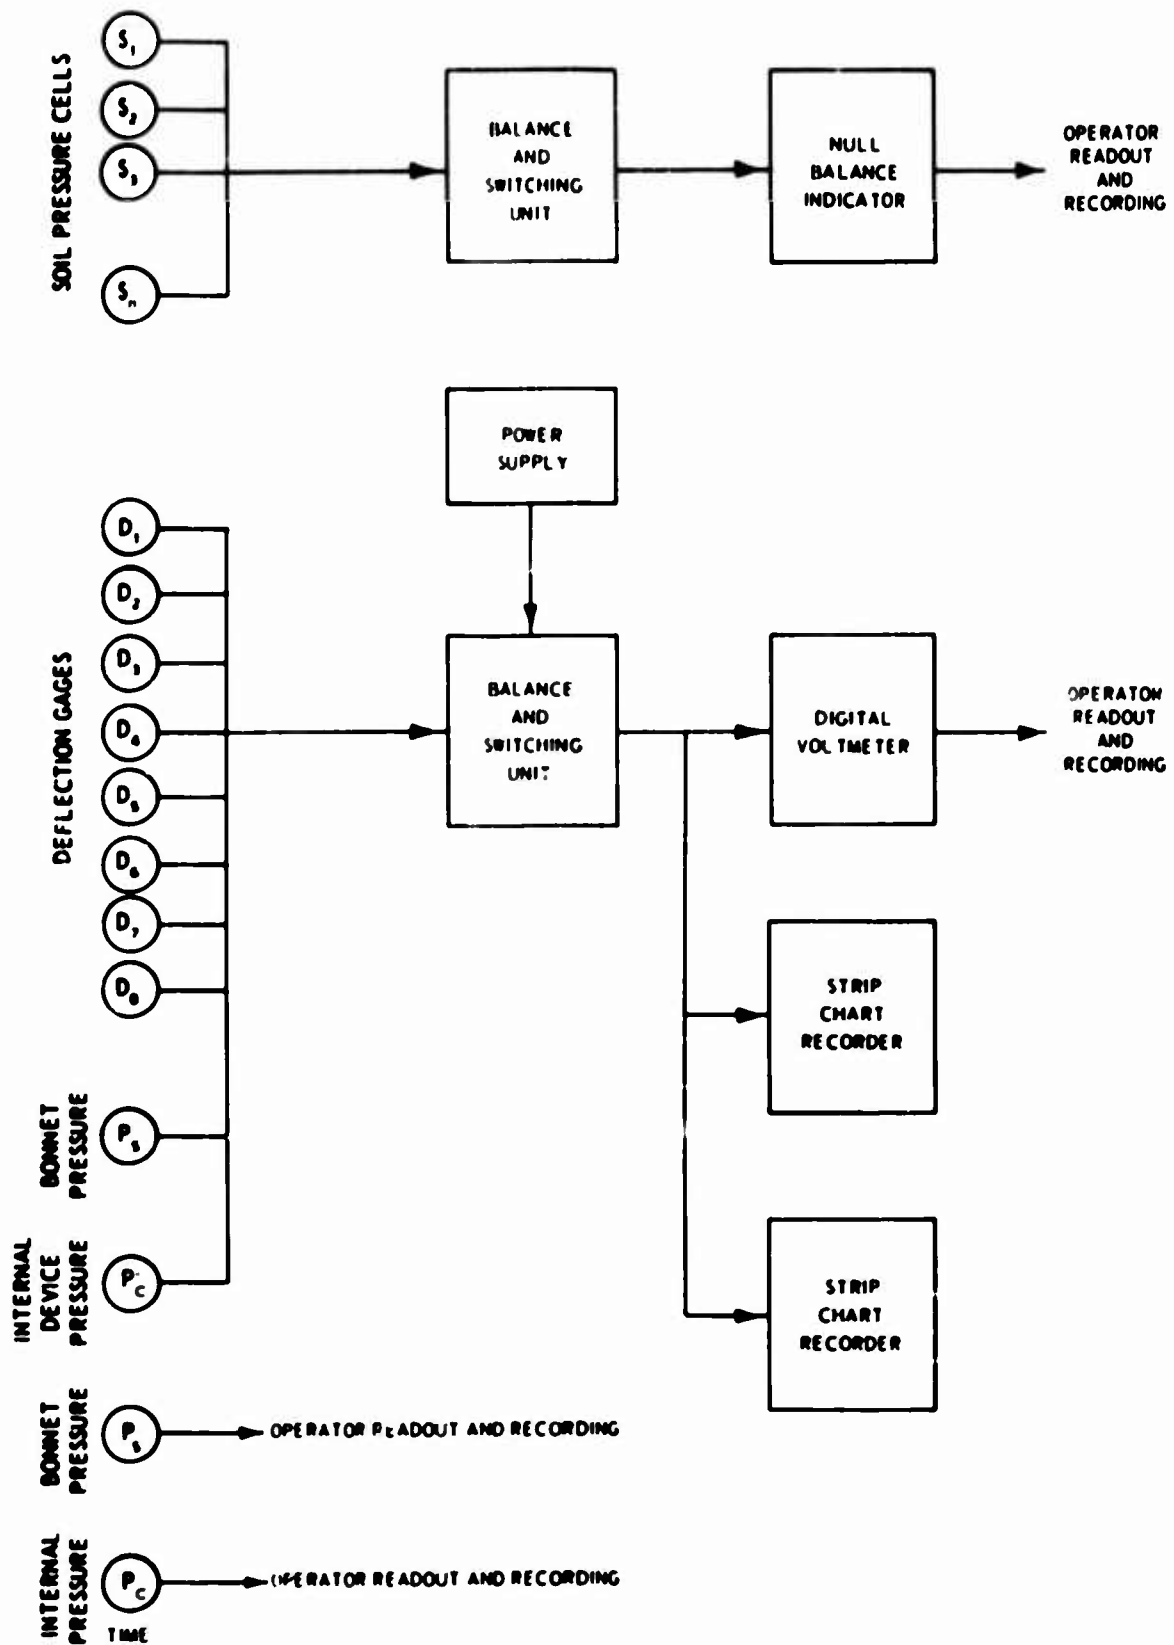 SOIL PRESSURE CELLS
S₁
S₂
S₃
Sₙ
BALANCE
AND
SWITCHING
UNIT
NULL
BALANCE
INDICATOR
OPERATOR
READOUT
AND
RECORDING
POWER
SUPPLY
DEFLECTION GAGES
D₁
D₂
D₃
D₄
D₅
D₆
D₇
D₈
BALANCE
AND
SWITCHING
UNIT
DIGITAL
VOLTMETER
OPERATOR
READOUT
AND
RECORDING
STRIP
CHART
RECORDER
BONNET
PRESSURE
Pₛ
INTERNAL
DEVICE
PRESSURE
P_C
STRIP
CHART
RECORDER
BONNET
PRESSURE
Pₛ
OPERATOR READOUT AND RECORDING
INTERNAL
PRESSURE
P_C
OPERATOR READOUT AND RECORDING
TIME